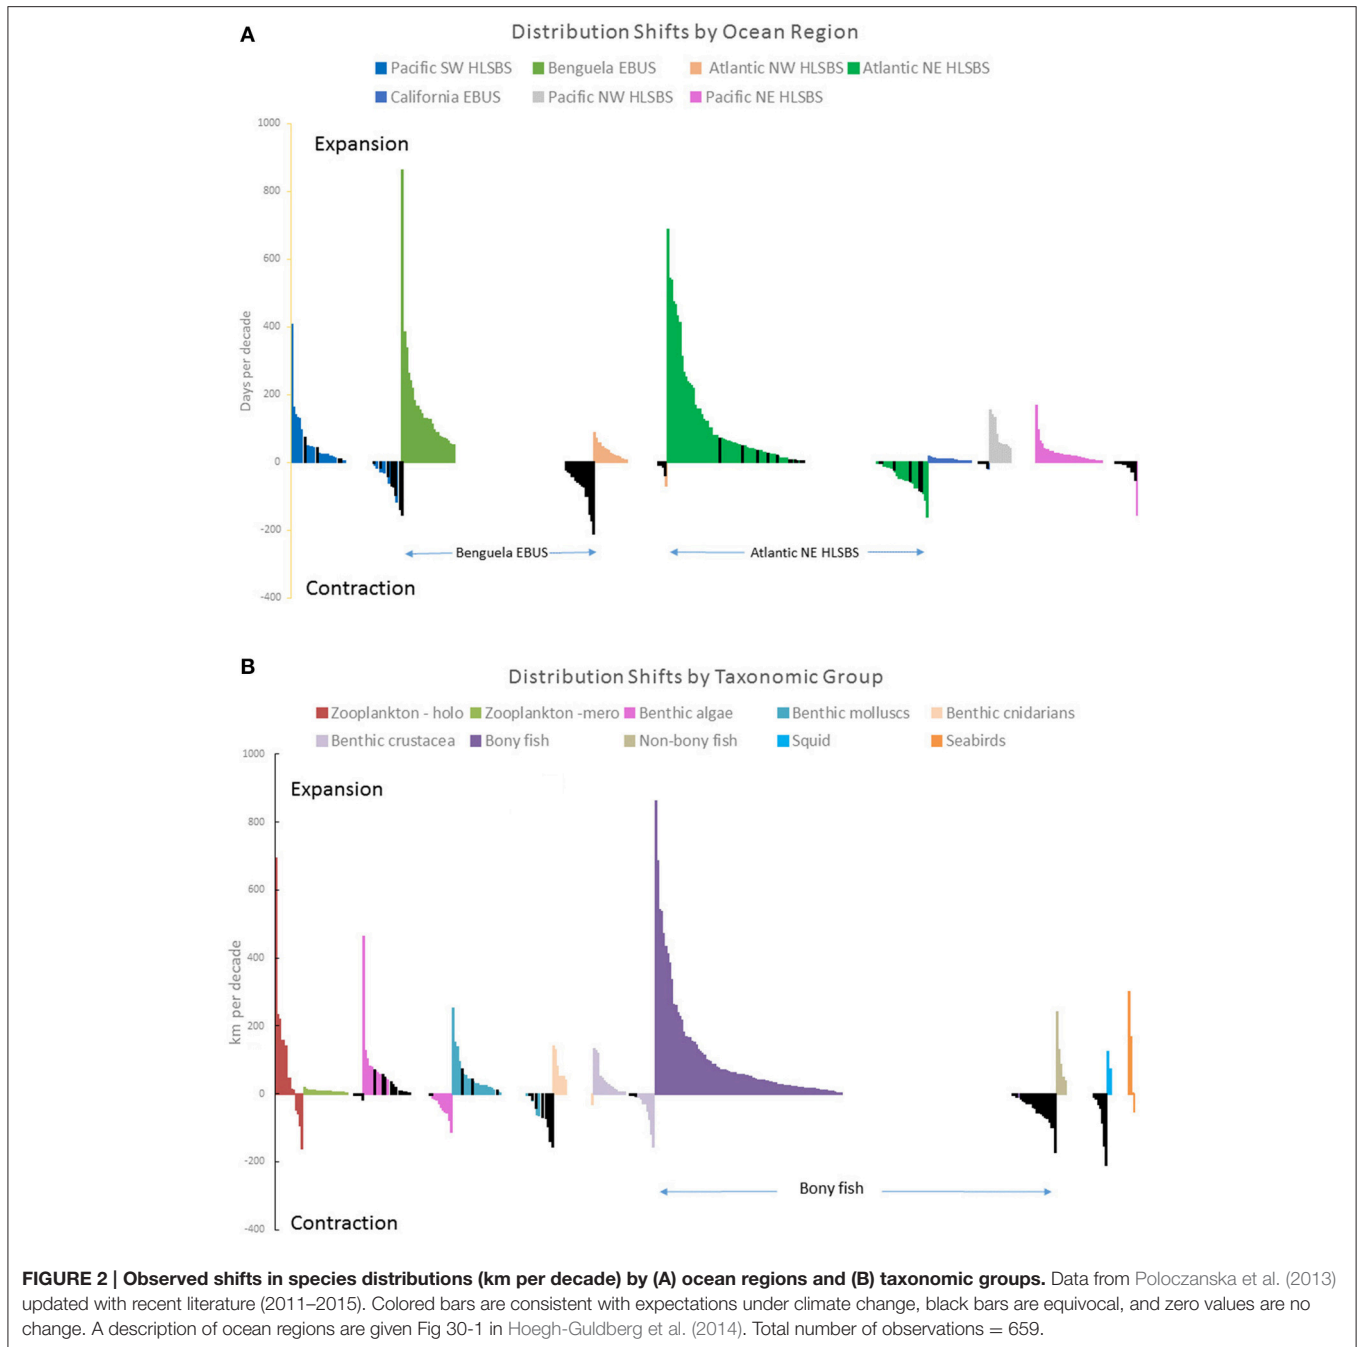 A
Distribution Shifts by Ocean Region
Pacific SW HLSBS Benguela EBUS Atlantic NW HLSBS Atlantic NE HLSBS
California EBUS Pacific NW HLSBS Pacific NE HLSBS
1000
Expansion
800
600
400
Days per decade
200
0
-200
Benguela EBUS Atlantic NE HLSBS
Contraction
-400
B
Distribution Shifts by Taxonomic Group
Zooplankton - holo Zooplankton -mero Benthic algae Benthic molluscs Benthic cnidarians
Benthic crustacea Bony fish Non-bony fish Squid Seabirds
1000
Expansion
800
600
400
km per decade
200
0
-200
Bony fish
Contraction
-400
FIGURE 2 | Observed shifts in species distributions (km per decade) by (A) ocean regions and (B) taxonomic groups. Data from Poloczanska et al. (2013)
updated with recent literature (2011–2015). Colored bars are consistent with expectations under climate change, black bars are equivocal, and zero values are no
change. A description of ocean regions are given Fig 30-1 in Hoegh-Guldberg et al. (2014). Total number of observations = 659.